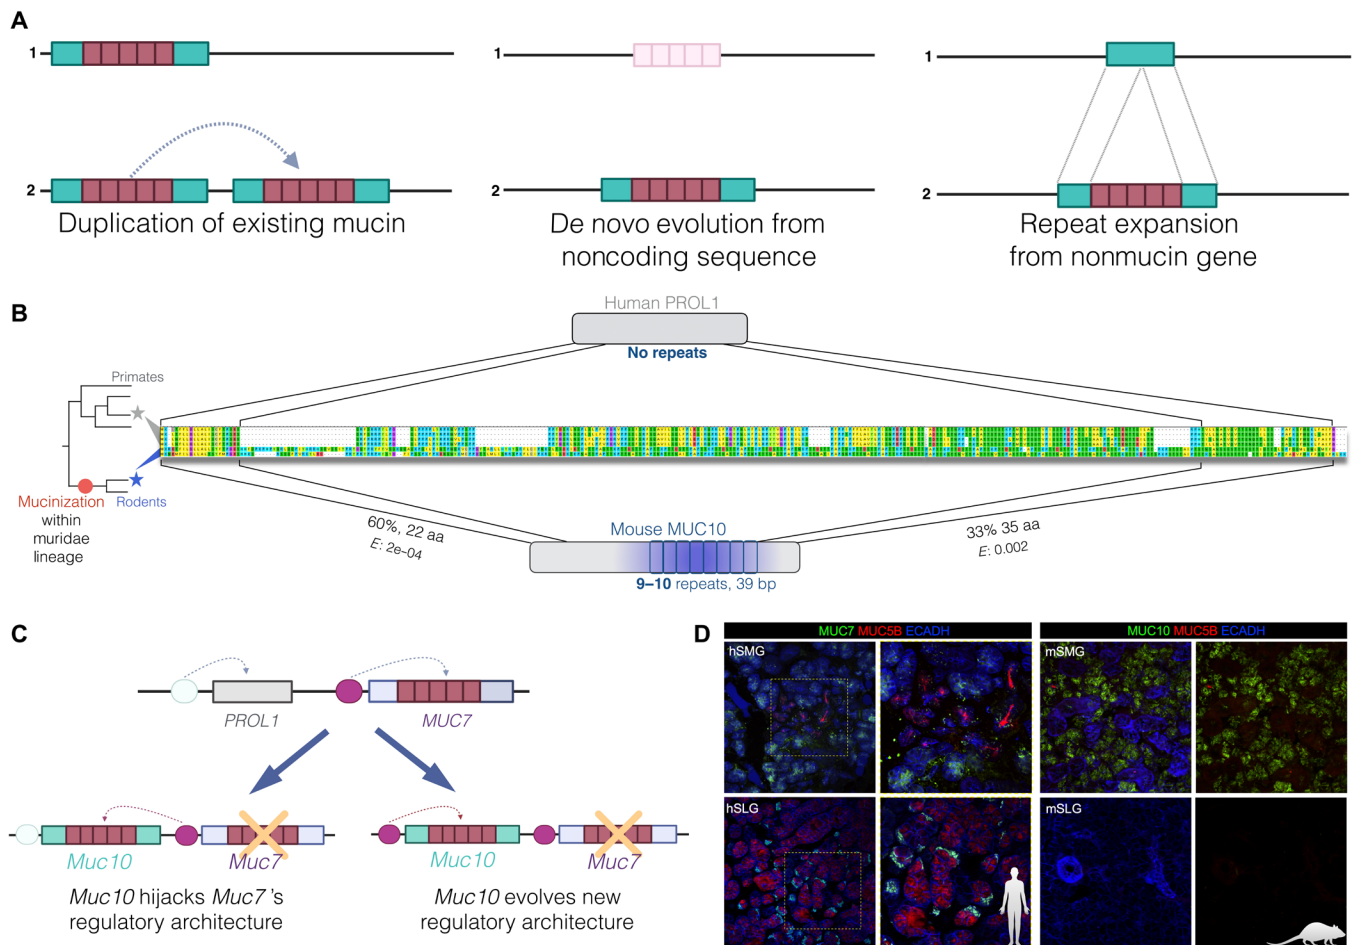 A
1
2
Duplication of existing mucin
1
2
De novo evolution from
noncoding sequence
1
2
Repeat expansion
from nonmucin gene
B
Human PROL1
No repeats
Primates
Mucinization
within
muridae
lineage
Rodents
60%, 22 aa
E: 2e–04
Mouse MUC10
9–10 repeats, 39 bp
33% 35 aa
E: 0.002
C
PROL1
MUC7
Muc10
Muc7
Muc10 hijacks Muc7's
regulatory architecture
Muc10
Muc7
Muc10 evolves new
regulatory architecture
D
MUC7 MUC5B ECADH
hSMG
hSLG
MUC10 MUC5B ECADH
mSMG
mSLG